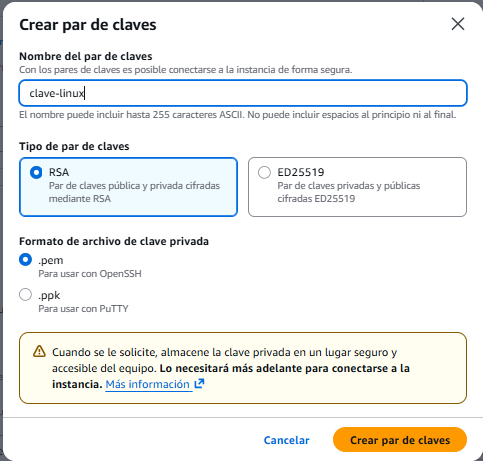 Crear par de claves
Nombre del par de claves
Con los pares de claves es posible conectarse a la instancia de forma segura.
clave-linux
El nombre puede incluir hasta 255 caracteres ASCII. No puede incluir espacios al principio ni al final.
Tipo de par de claves
RSA
Par de claves pública y privada cifradas
mediante RSA
ED25519
Par de claves privadas y públicas
cifradas ED25519
Formato de archivo de clave privada
.pem
Para usar con OpenSSH
.ppk
Para usar con PuTTY
Cuando se le solicite, almacene la clave privada en un lugar seguro y
accesible del equipo. Lo necesitará más adelante para conectarse a la
instancia. Más información
Cancelar
Crear par de claves